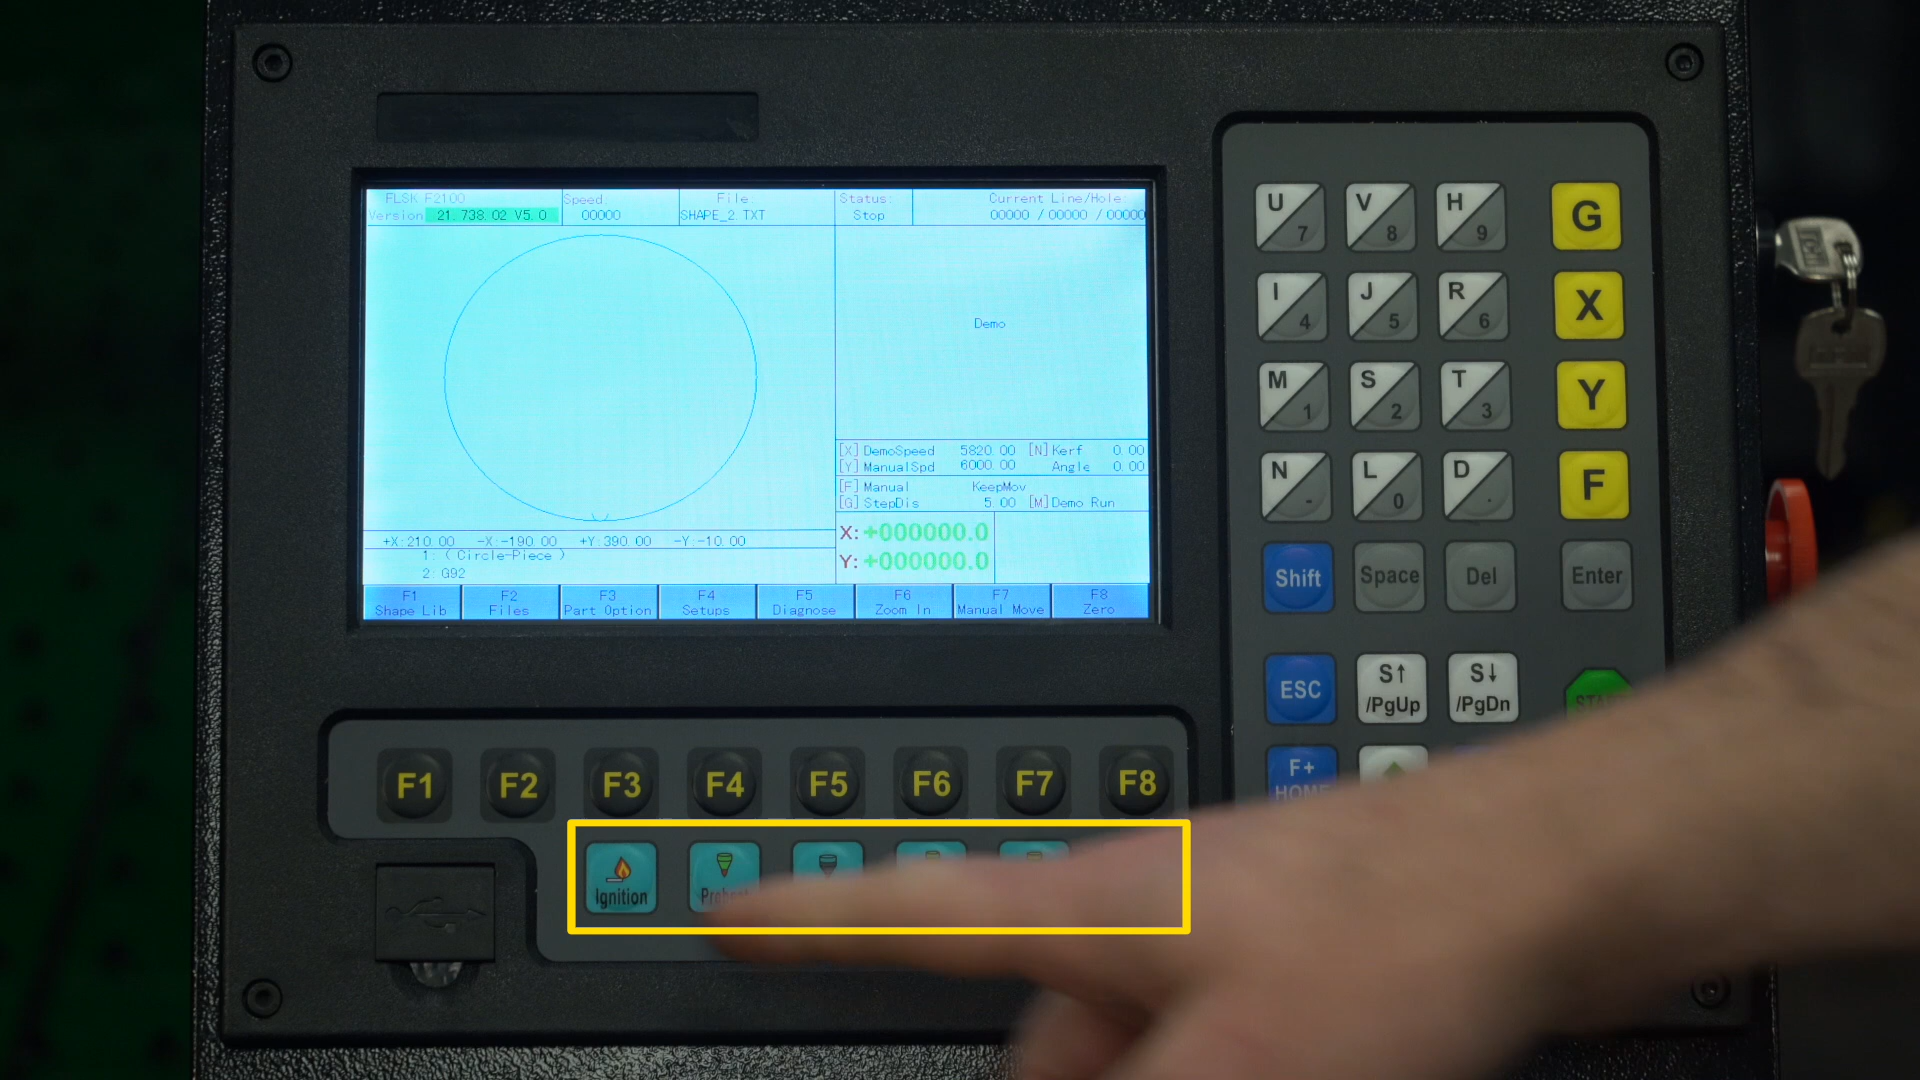 FLSK F2100
Version 21.738.02 V5.0
Speed:
00000
File:
SHAPE_2.TXT
Status:
Stop
Current Line/Hole:
00000 / 00000 / 00000
Demo
[X] DemoSpeed 5820.00 [N] Kerf 0.00
[Y] ManualSpd 6000.00 Angle 0.00
[F] Manual KeepMov
[G] StepDis 5.00 [M] Demo Run
X: +000000.0
Y: +000000.0
+X:210.00 -X:-190.00 +Y:390.00 -Y:-10.00
1: ( Circle-Piece )
2: G92
F1
Shape Lib
F2
Files
F3
Part Option
F4
Setups
F5
Diagnose
F6
Zoom In
F7
Manual Move
F8
Zero
U 7
V 8
H 9
G
I 4
J 5
R 6
X
M 1
S 2
T 3
Y
N -
L 0
D .
F
Shift
Space
Del
Enter
ESC
S↑
/PgUp
S↓
/PgDn
F+
HOME
F1
F2
F3
F4
F5
F6
F7
F8
Ignition